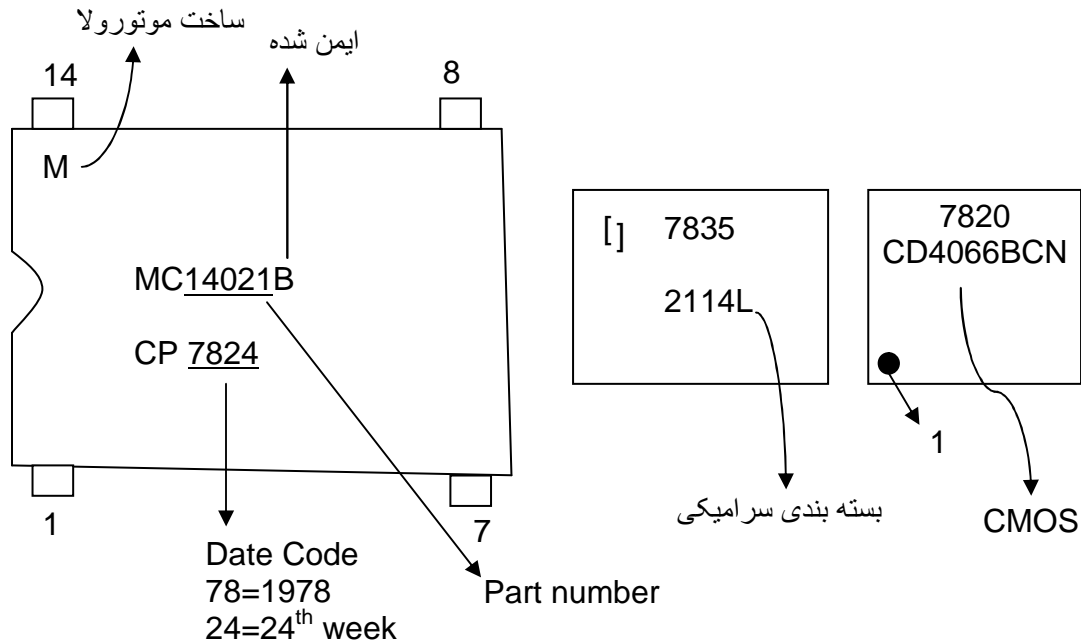 ساخت موتورولا
ایمن شده
14
8
M
MC14021B
CP 7824
1
7
Date Code
78=1978
24=24th week
Part number
[] 7835
2114L
بسته بندی سرامیکی
7820
CD4066BCN
1
CMOS